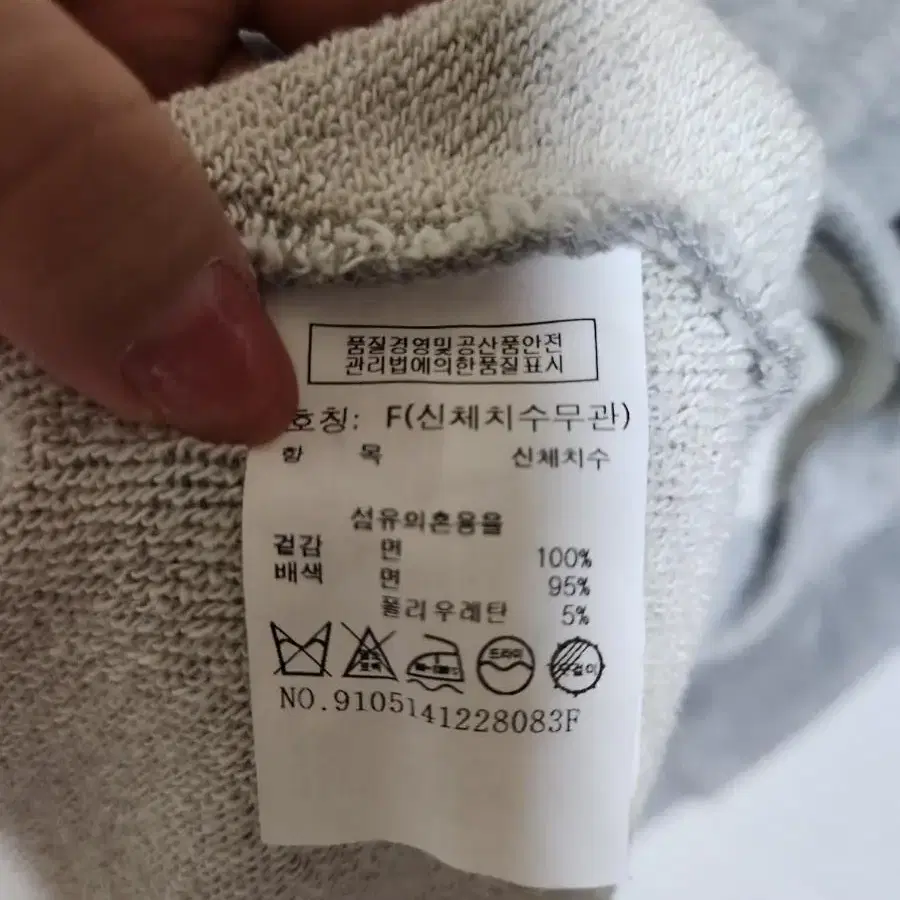 품질경영및공산품안전
관리법에의한품질표시
호칭: F(신체치수무관)
항 목 신체치수
섬유의혼용율
겉감 면 100%
배색 면 95%
폴리우레탄 5%
드라이
NO.9105141228083F